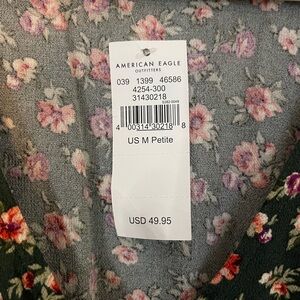 AMERICAN EAGLE
OUTFITTERS
039 1399 46586
4254-300
31430218
4 00314 30218 8
US M Petite
USD 49.95